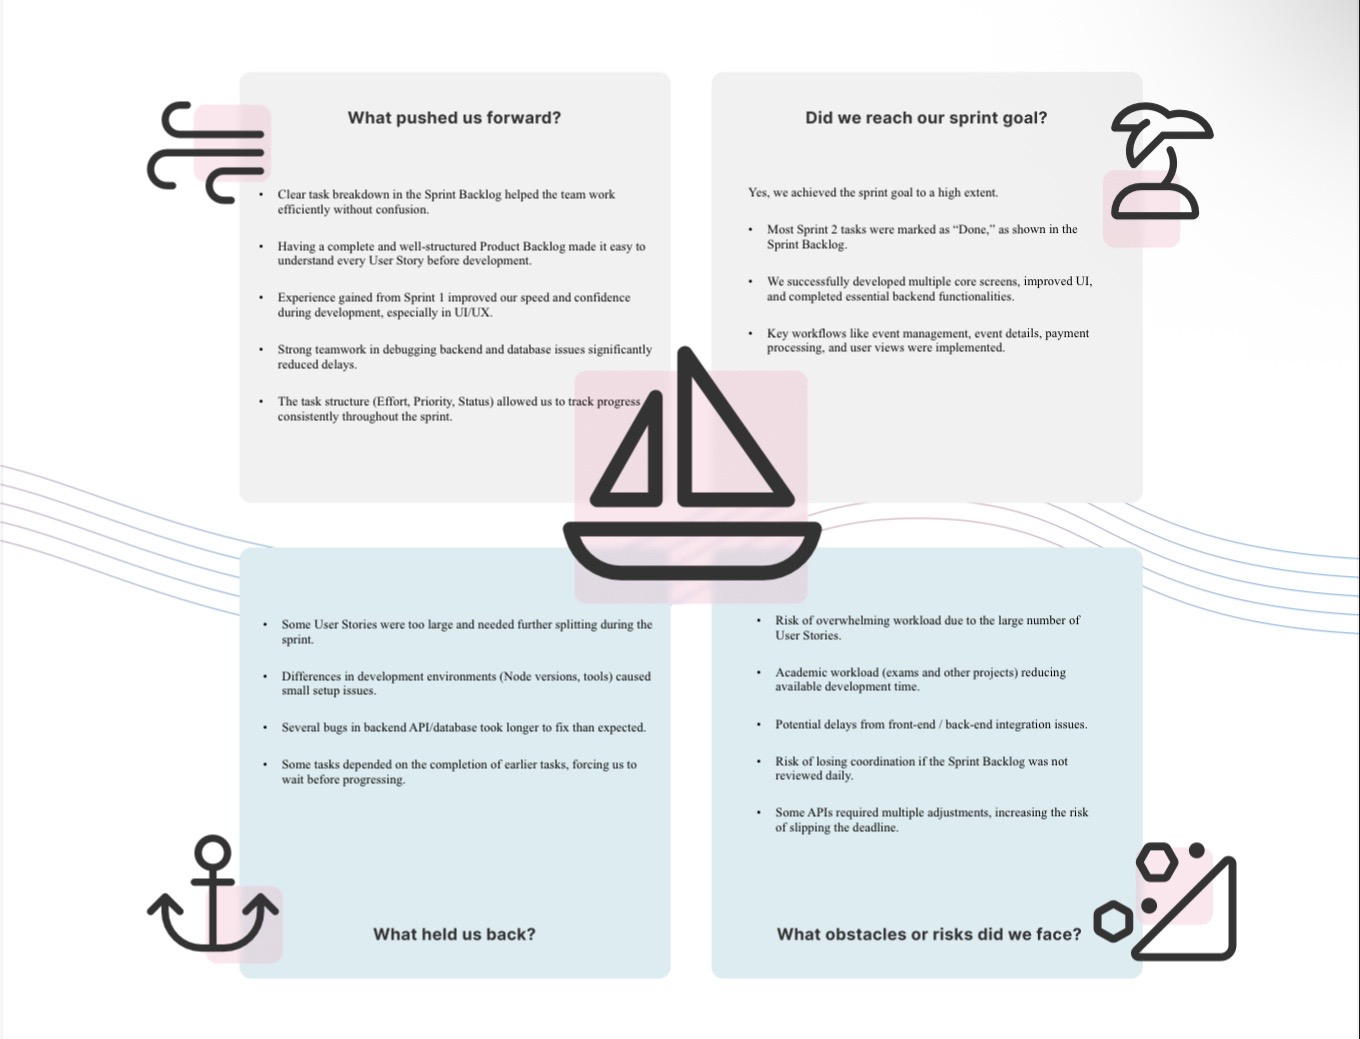 What pushed us forward?
• Clear task breakdown in the Sprint Backlog helped the team work
efficiently without confusion.
• Having a complete and well-structured Product Backlog made it easy to
understand every User Story before development.
• Experience gained from Sprint 1 improved our speed and confidence
during development, especially in UI/UX.
• Strong teamwork in debugging backend and database issues significantly
reduced delays.
• The task structure (Effort, Priority, Status) allowed us to track progress
consistently throughout the sprint.
Did we reach our sprint goal?
Yes, we achieved the sprint goal to a high extent.
• Most Sprint 2 tasks were marked as “Done,” as shown in the
Sprint Backlog.
• We successfully developed multiple core screens, improved UI,
and completed essential backend functionalities.
• Key workflows like event management, event details, payment
processing, and user views were implemented.
• Some User Stories were too large and needed further splitting during the
sprint.
• Differences in development environments (Node versions, tools) caused
small setup issues.
• Several bugs in backend API/database took longer to fix than expected.
• Some tasks depended on the completion of earlier tasks, forcing us to
wait before progressing.
What held us back?
• Risk of overwhelming workload due to the large number of
User Stories.
• Academic workload (exams and other projects) reducing
available development time.
• Potential delays from front-end / back-end integration issues.
• Risk of losing coordination if the Sprint Backlog was not
reviewed daily.
• Some APIs required multiple adjustments, increasing the risk
of slipping the deadline.
What obstacles or risks did we face?